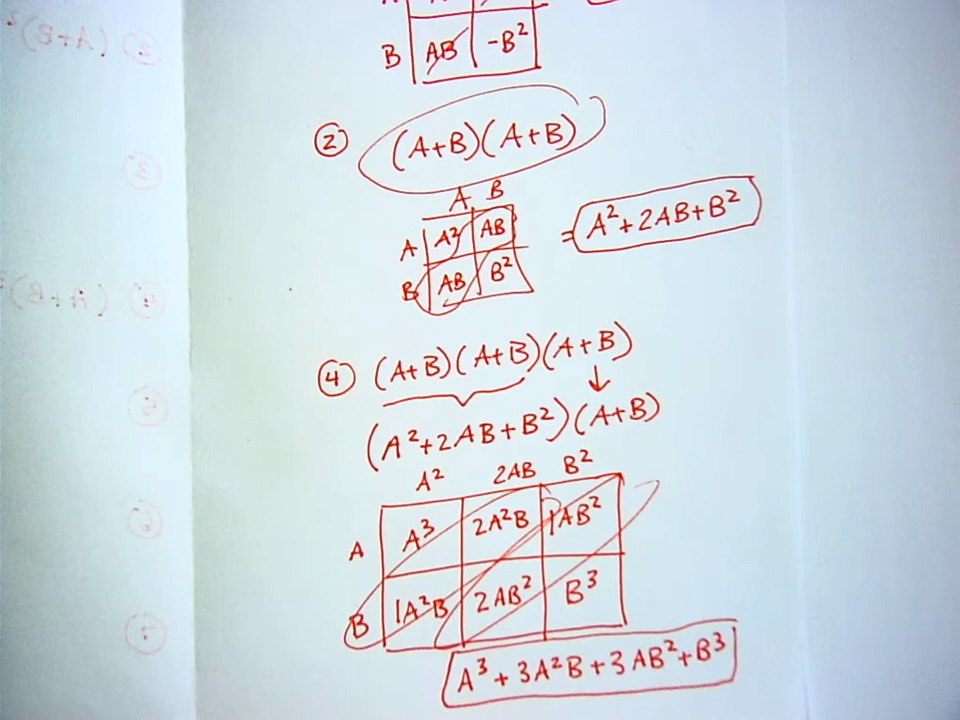 B AB -B²
② (A+B)(A+B)
A B
A A² AB
= A²+2AB+B²
B AB B²
④ (A+B)(A+B)(A+B)
↓
(A²+2AB+B²)(A+B)
A² 2AB B²
A A³ 2A²B 1AB²
B 1A²B 2AB² B³
A³+3A²B+3AB²+B³